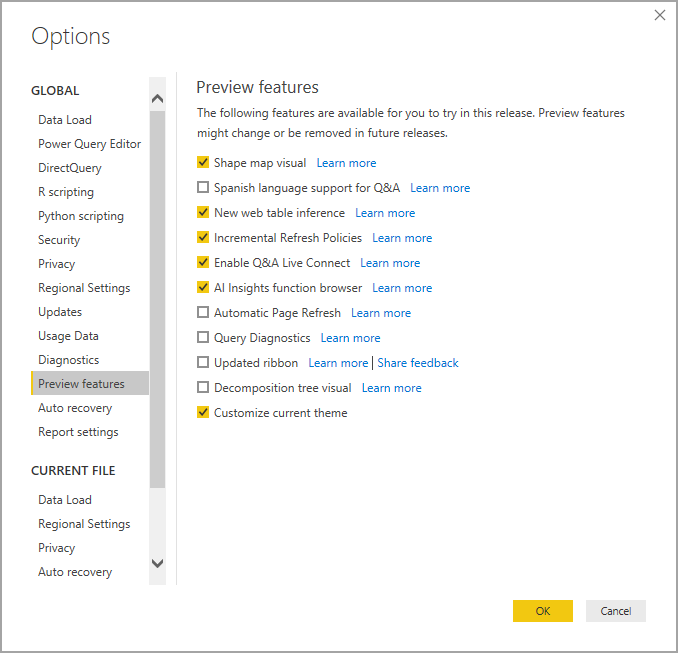 Options
GLOBAL
Data Load
Power Query Editor
DirectQuery
R scripting
Python scripting
Security
Privacy
Regional Settings
Updates
Usage Data
Diagnostics
Preview features
Auto recovery
Report settings
CURRENT FILE
Data Load
Regional Settings
Privacy
Auto recovery
Preview features
The following features are available for you to try in this release. Preview features
might change or be removed in future releases.
Shape map visual Learn more
Spanish language support for Q&A Learn more
New web table inference Learn more
Incremental Refresh Policies Learn more
Enable Q&A Live Connect Learn more
AI Insights function browser Learn more
Automatic Page Refresh Learn more
Query Diagnostics Learn more
Updated ribbon Learn more | Share feedback
Decomposition tree visual Learn more
Customize current theme
OK Cancel